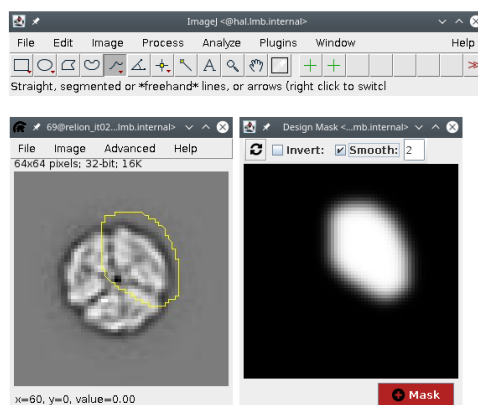 ImageJ <@hal.lmb.internal>
File Edit Image Process Analyze Plugins Window Help
A
Straight, segmented or *freehand* lines, or arrows (right click to switcl
69@relion_it02...lmb.internal>
File Image Advanced Help
64x64 pixels; 32-bit; 16K
x=60, y=0, value=0.00
Design Mask <...mb.internal>
Invert: Smooth: 2
Mask